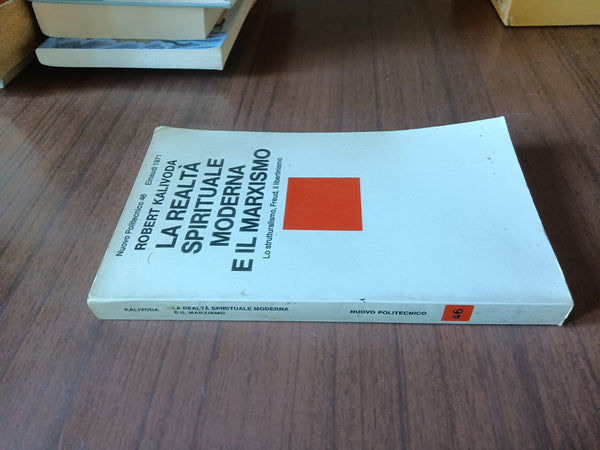 Nuovo Politecnico 46 Einaudi 1971
ROBERT KALIVODA
LA REALTÀ
SPIRITUALE
MODERNA
E IL MARXISMO
Lo strutturalismo, Freud, il libertinismo
KALIVODA LA REALTÀ SPIRITUALE MODERNA NUOVO POLITECNICO 46
E IL MARXISMO